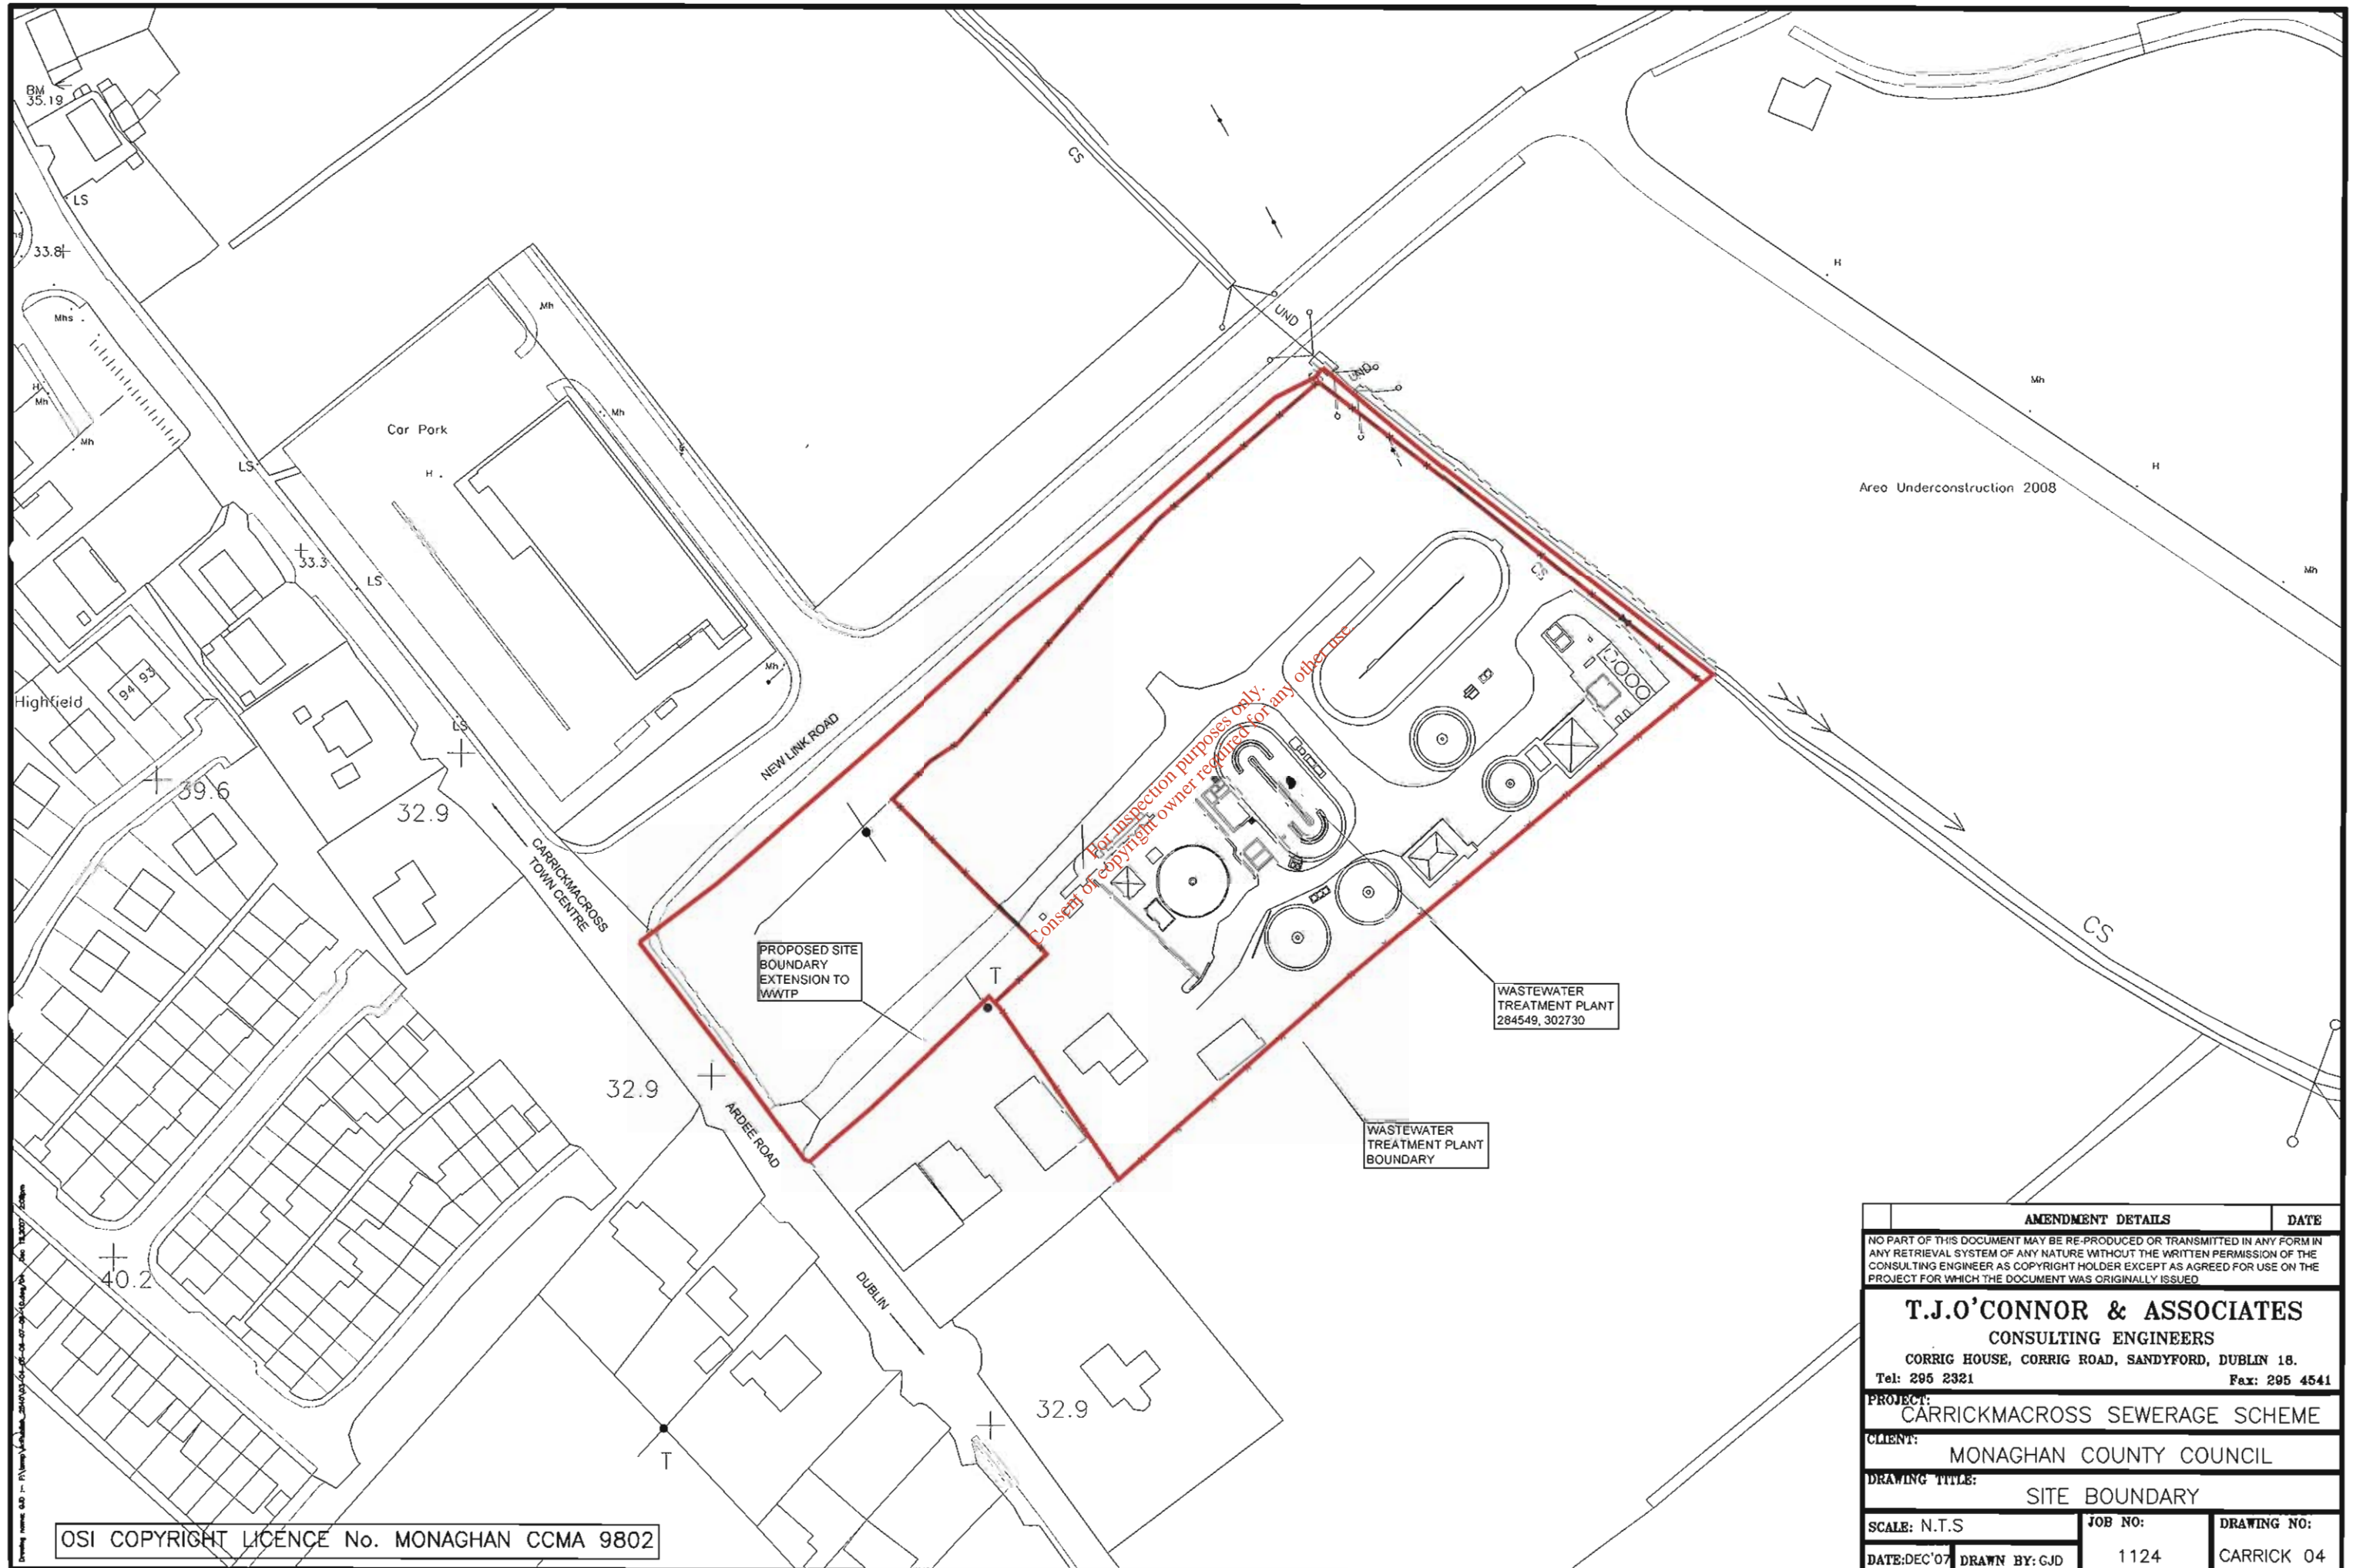 BM
35.19
LS
33.8
Mhs
H
Mh
Mh
LS
33.3
LS
Car Park
H
Mh
Mh
Mh
CS
UND
UND
H
Mh
H
Area Underconstruction 2008
Mh
Highfield
94 93
39.6
LS
32.9
CARRICKMACROSS
TOWN CENTRE
NEW LINK ROAD
CS
For inspection purposes only.
Consent of copyright owner required for any other use.
PROPOSED SITE
BOUNDARY
EXTENSION TO
WWTP
T
WASTEWATER
TREATMENT PLANT
284549, 302730
CS
32.9
ARDEE ROAD
WASTEWATER
TREATMENT PLANT
BOUNDARY
40.2
DUBLIN
32.9
T
OSI COPYRIGHT LICENCE No. MONAGHAN CCMA 9802
AMENDMENT DETAILS DATE
NO PART OF THIS DOCUMENT MAY BE RE-PRODUCED OR TRANSMITTED IN ANY FORM IN
ANY RETRIEVAL SYSTEM OF ANY NATURE WITHOUT THE WRITTEN PERMISSION OF THE
CONSULTING ENGINEER AS COPYRIGHT HOLDER EXCEPT AS AGREED FOR USE ON THE
PROJECT FOR WHICH THE DOCUMENT WAS ORIGINALLY ISSUED
T.J.O'CONNOR & ASSOCIATES
CONSULTING ENGINEERS
CORRIG HOUSE, CORRIG ROAD, SANDYFORD, DUBLIN 18.
Tel: 295 2321 Fax: 295 4541
PROJECT:
CARRICKMACROSS SEWERAGE SCHEME
CLIENT:
MONAGHAN COUNTY COUNCIL
DRAWING TITLE:
SITE BOUNDARY
SCALE: N.T.S
JOB NO:
1124
DRAWING NO:
CARRICK 04
DATE:DEC'07 DRAWN BY: GJD